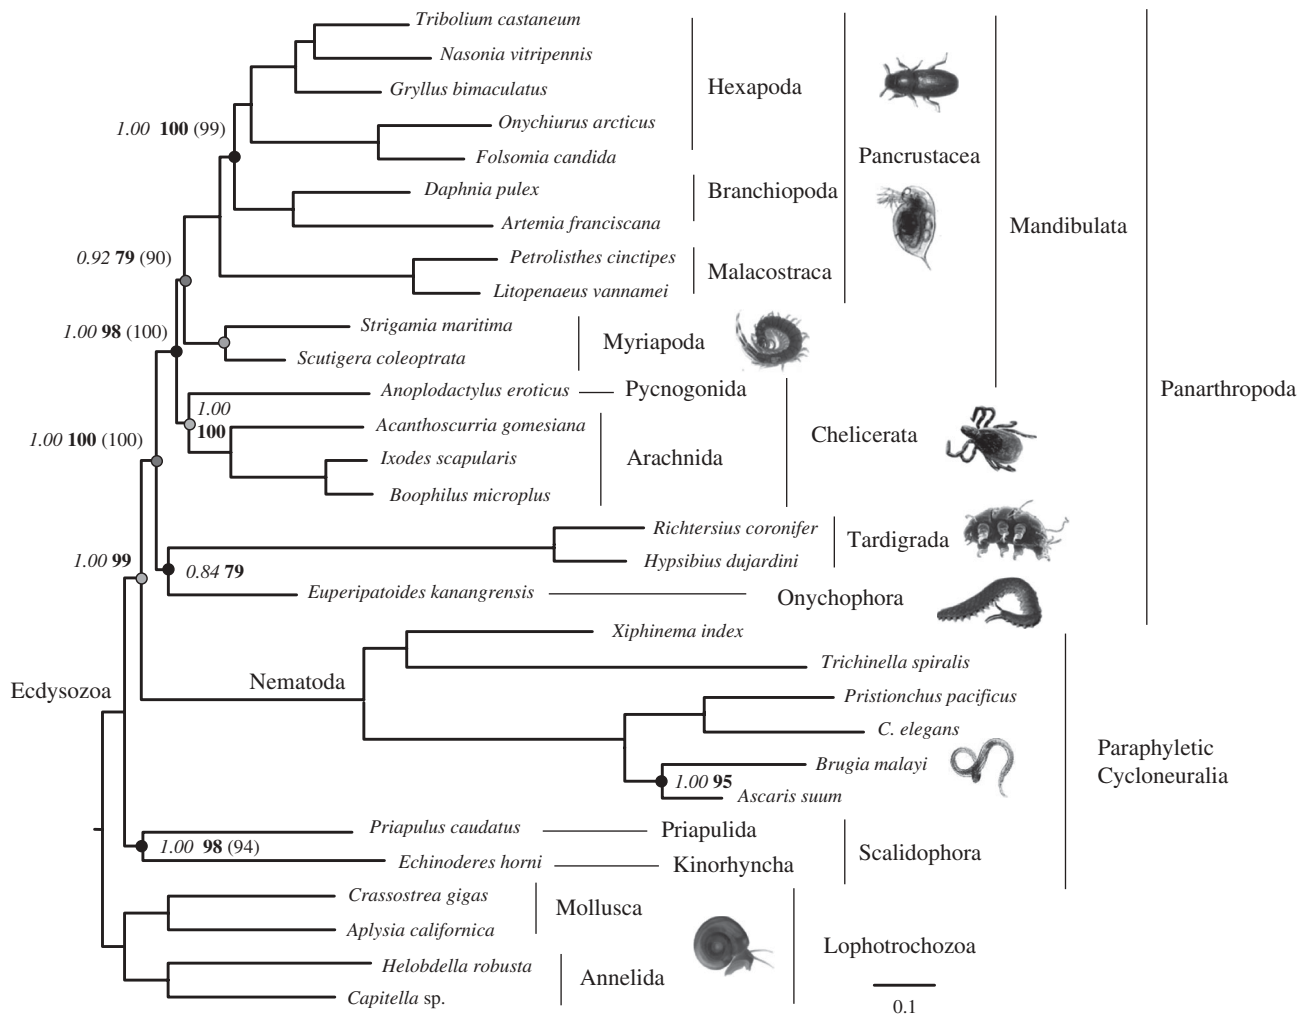 Tribolium castaneum
Nasonia vitripennis
Gryllus bimaculatus
Hexapoda
Onychiurus arcticus
1.00 100 (99)
Folsomia candida
Pancrustacea
Daphnia pulex
Branchiopoda
Artemia franciscana
Mandibulata
0.92 79 (90)
Petrolisthes cinctipes
Malacostraca
Litopenaeus vannamei
1.00 98 (100)
Strigamia maritima
Myriapoda
Scutigera coleoptrata
Anoplodactylus eroticus
Pycnogonida
Panarthropoda
1.00
100
Acanthoscurria gomesiana
Chelicerata
1.00 100 (100)
Ixodes scapularis
Arachnida
Boophilus microplus
Richtersius coronifer
Tardigrada
Hypsibius dujardini
1.00 99
0.84 79
Euperipatoides kanangrensis
Onychophora
Xiphinema index
Trichinella spiralis
Ecdysozoa
Nematoda
Pristionchus pacificus
C. elegans
Paraphyletic
Cycloneuralia
Brugia malayi
1.00 95
Ascaris suum
Priapulus caudatus
Priapulida
1.00 98 (94)
Scalidophora
Echinoderes horni
Kinorhyncha
Crassostrea gigas
Mollusca
Aplysia californica
Lophotrochozoa
Helobdella robusta
Annelida
Capitella sp.
0.1